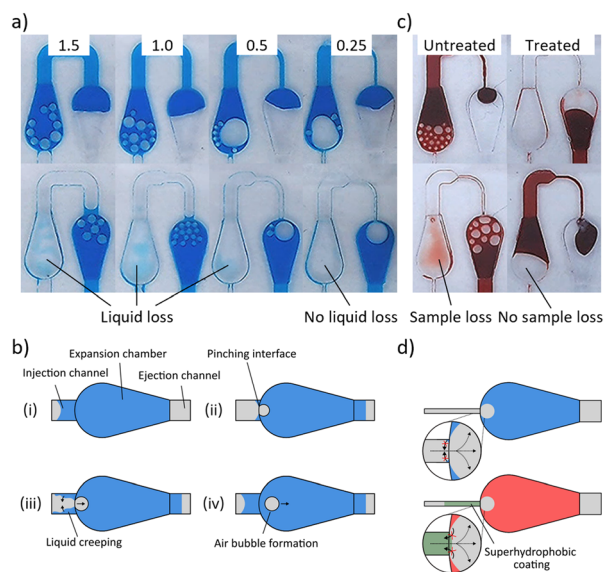 a)
1.5 1.0 0.5 0.25
Liquid loss
No liquid loss
c)
Untreated Treated
Sample loss No sample loss
b)
Expansion chamber
Injection channel
Ejection channel
Pinching interface
(i)
(ii)
(iii)
Liquid creeping
(iv)
Air bubble formation
d)
Superhydrophobic
coating